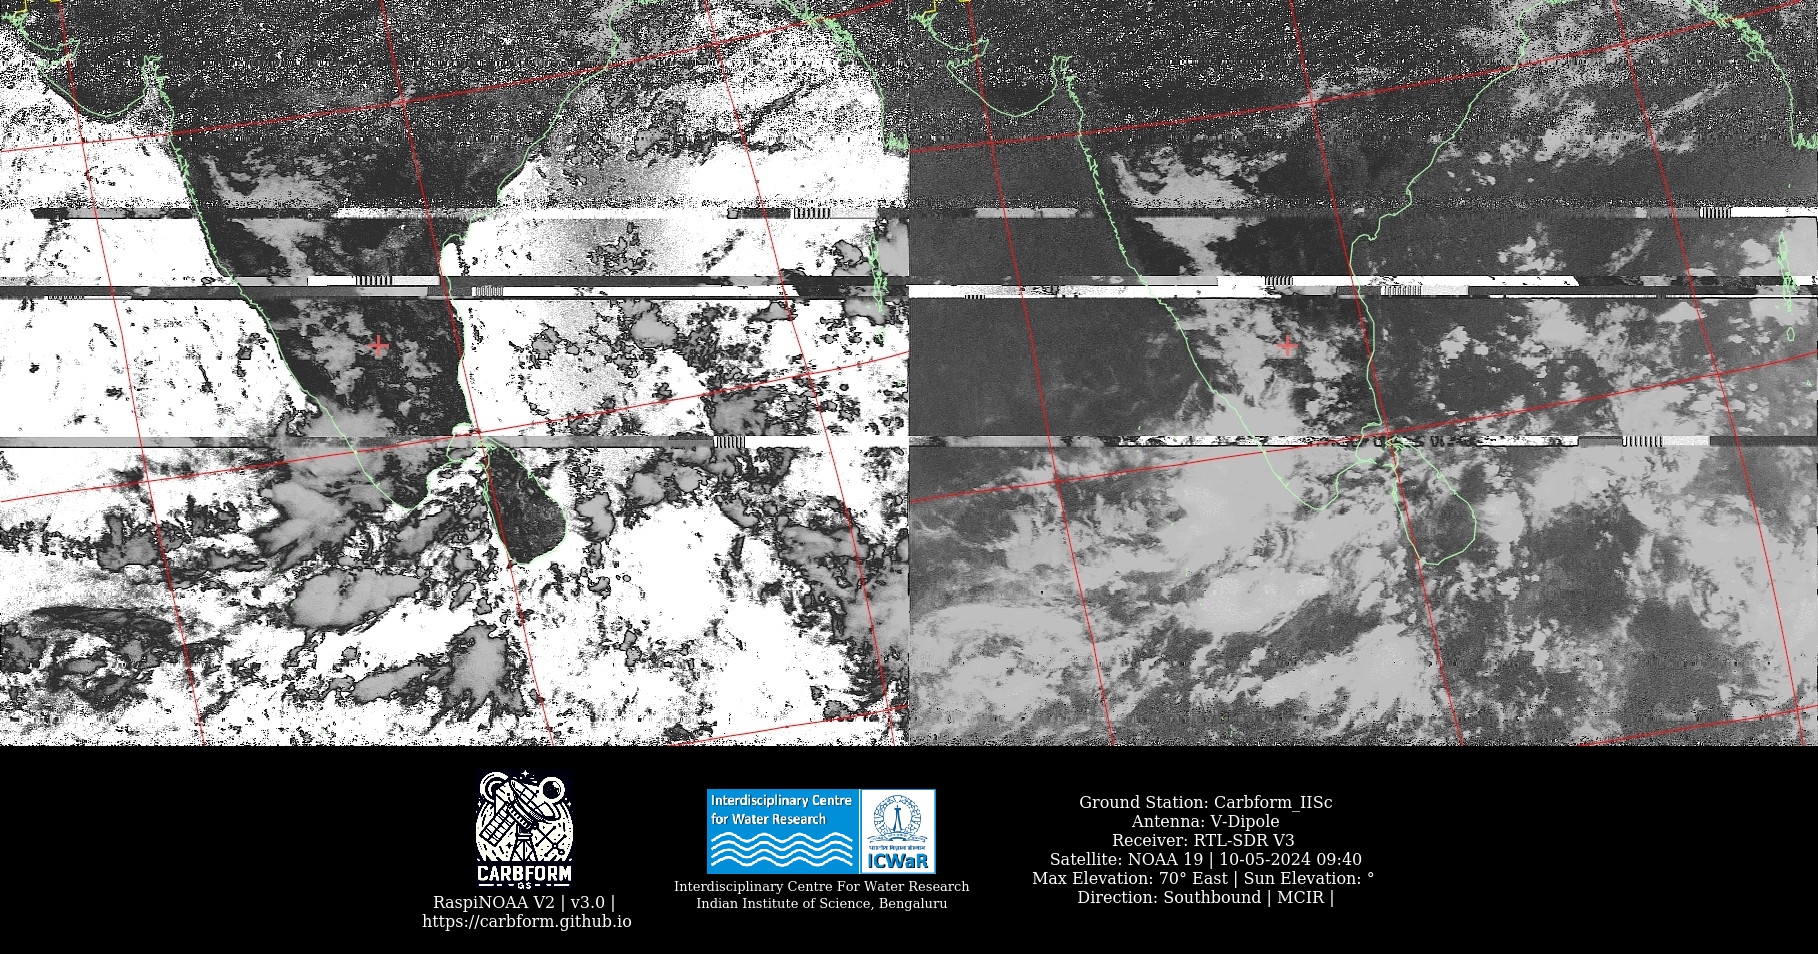 CARBFORM
GS
RaspiNOAA V2 | v3.0 |
https://carbform.github.io
Interdisciplinary Centre
for Water Research
ICWaR
Interdisciplinary Centre For Water Research
Indian Institute of Science, Bengaluru
Ground Station: Carbform_IISc
Antenna: V-Dipole
Receiver: RTL-SDR V3
Satellite: NOAA 19 | 10-05-2024 09:40
Max Elevation: 70° East | Sun Elevation: °
Direction: Southbound | MCIR |